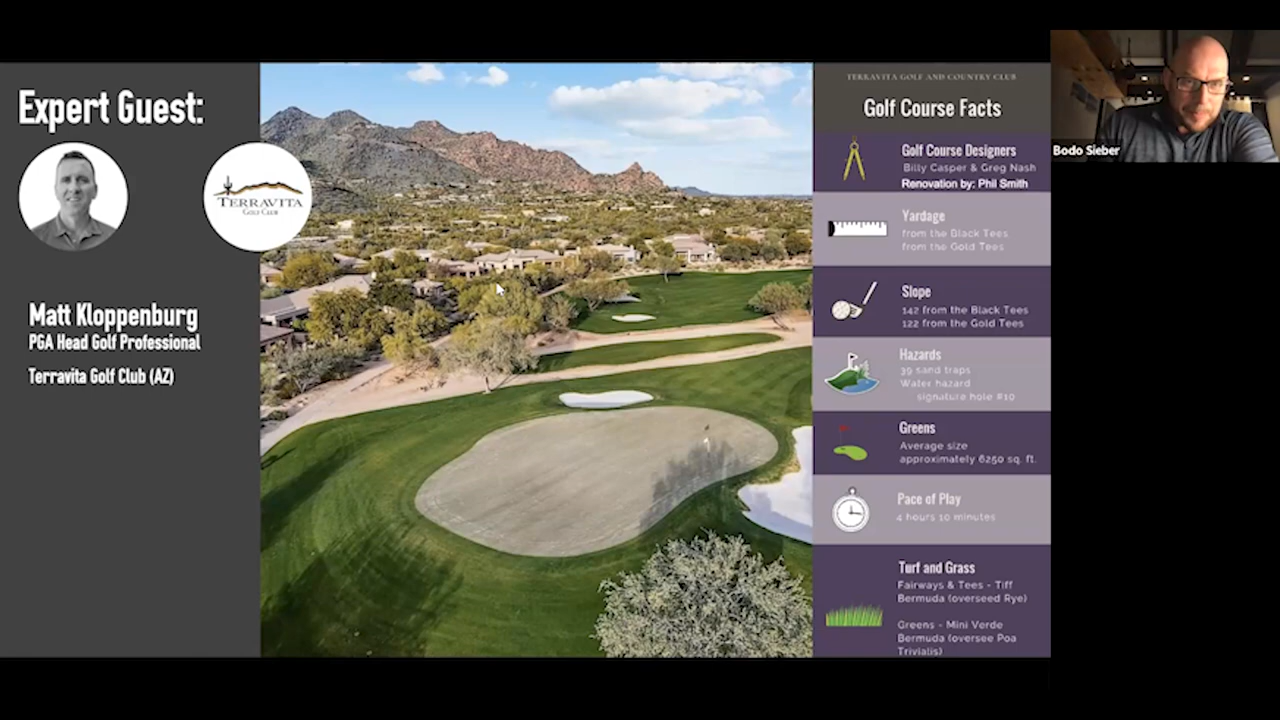 Expert Guest:
TERRAVITA
GOLF CLUB
Matt Kloppenburg
PGA Head Golf Professional
Terravita Golf Club (AZ)
TERRAVITA GOLF AND COUNTRY CLUB
Golf Course Facts
Golf Course Designers
Billy Casper & Greg Nash
Renovation by: Phil Smith
Yardage
from the Black Tees
from the Gold Tees
Slope
142 from the Black Tees
122 from the Gold Tees
Hazards
39 sand traps
Water hazard
signature hole #10
Greens
Average size
approximately 6250 sq. ft.
Pace of Play
4 hours 10 minutes
Turf and Grass
Fairways & Tees - Tiff
Bermuda (overseed Rye)
Greens - Mini Verde
Bermuda (oversee Poa
Trivialis)
Bodo Sieber